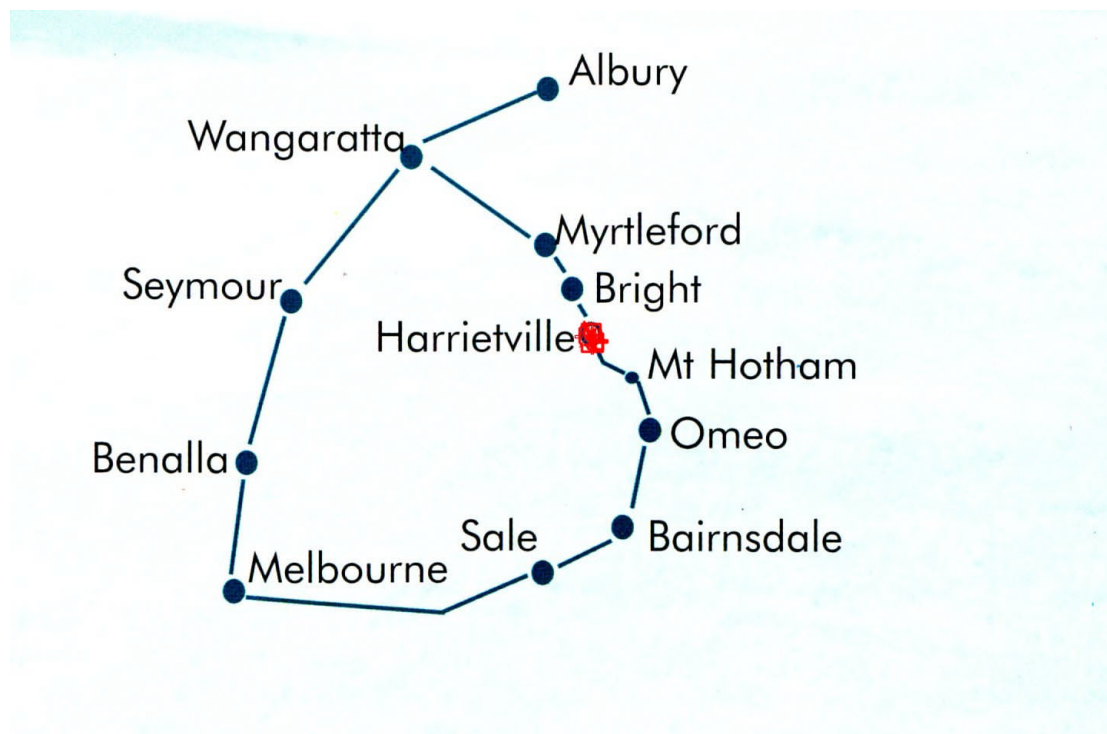 Albury
Wangaratta
Myrtleford
Seymour
Bright
Harrietville
Mt Hotham
Omeo
Benalla
Sale
Bairnsdale
Melbourne